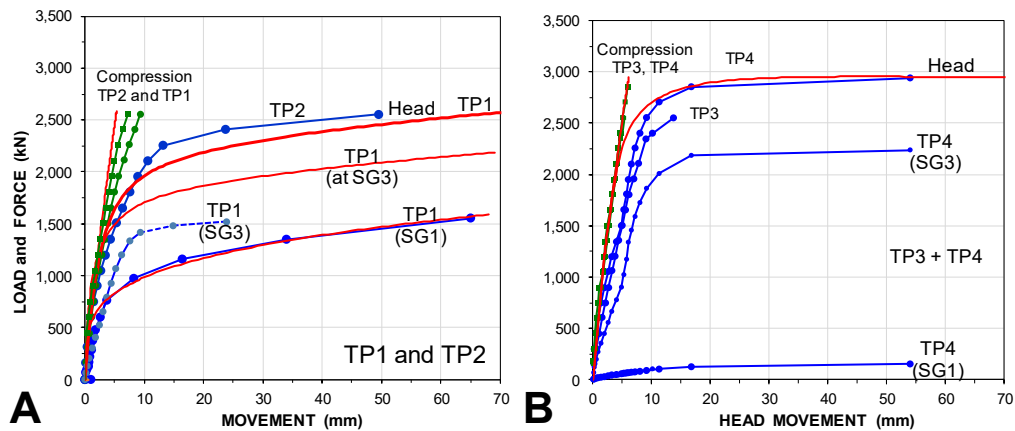 3,500
3,000
2,500
2,000
1,500
1,000
500
0
LOAD and FORCE (kN)
Compression
TP2 and TP1
TP2
Head
TP1
TP1
(at SG3)
TP1
(SG3)
TP1
(SG1)
TP1 and TP2
0 10 20 30 40 50 60 70
MOVEMENT (mm)
A
3,500
3,000
2,500
2,000
1,500
1,000
500
0
Compression
TP3, TP4
TP4
Head
TP3
TP4
(SG3)
TP3 + TP4
TP4
(SG1)
0 10 20 30 40 50 60 70
HEAD MOVEMENT (mm)
B